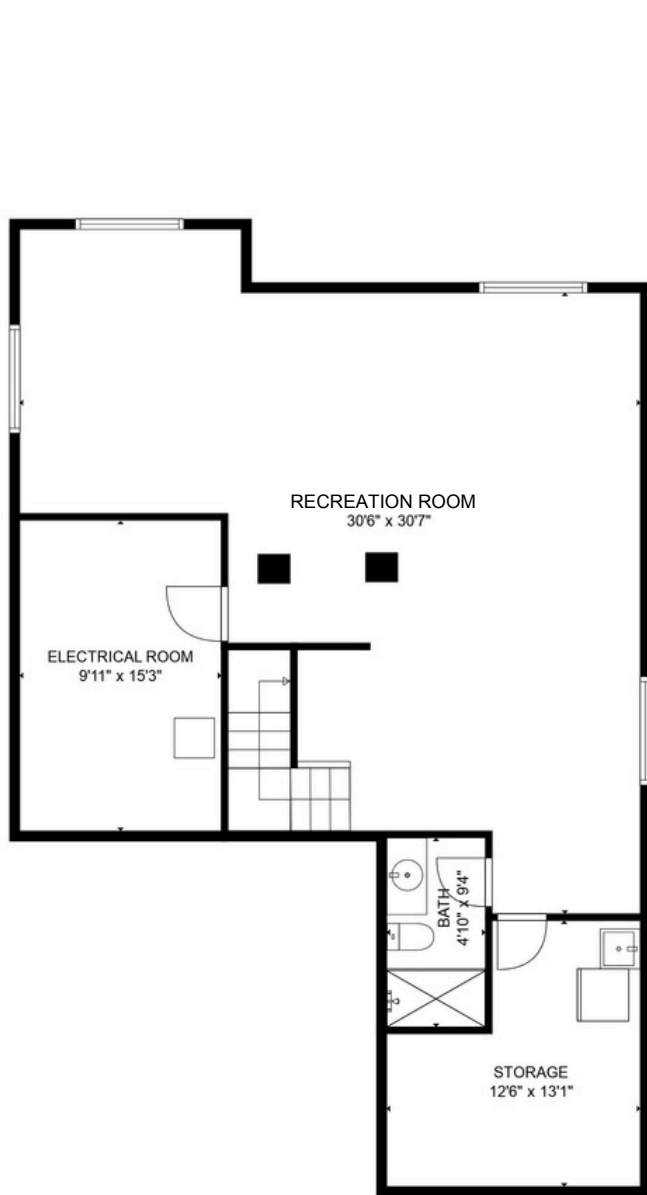 RECREATION ROOM
30'6" x 30'7"
ELECTRICAL ROOM
9'11" x 15'3"
BATH
4'10" x 9'4"
STORAGE
12'6" x 13'1"